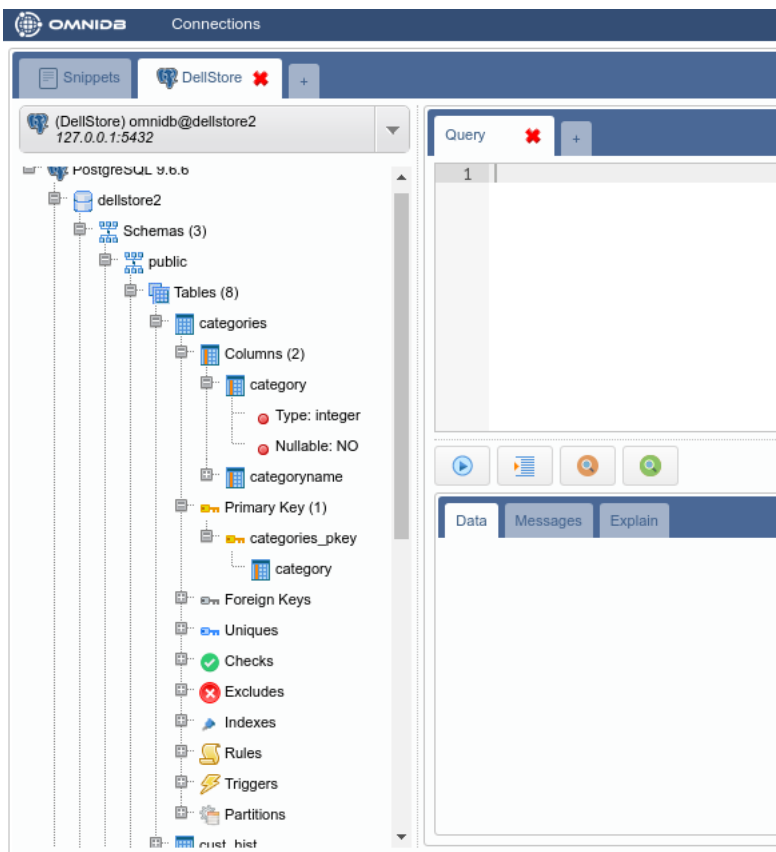 OMNIDB Connections
Snippets DellStore +
(DellStore) omnidb@dellstore2
127.0.0.1:5432
PostgreSQL 9.6.6
dellstore2
Schemas (3)
public
Tables (8)
categories
Columns (2)
category
Type: integer
Nullable: NO
categoryname
Primary Key (1)
categories_pkey
category
Foreign Keys
Uniques
Checks
Excludes
Indexes
Rules
Triggers
Partitions
cust_hist
Query +
1
Data Messages Explain